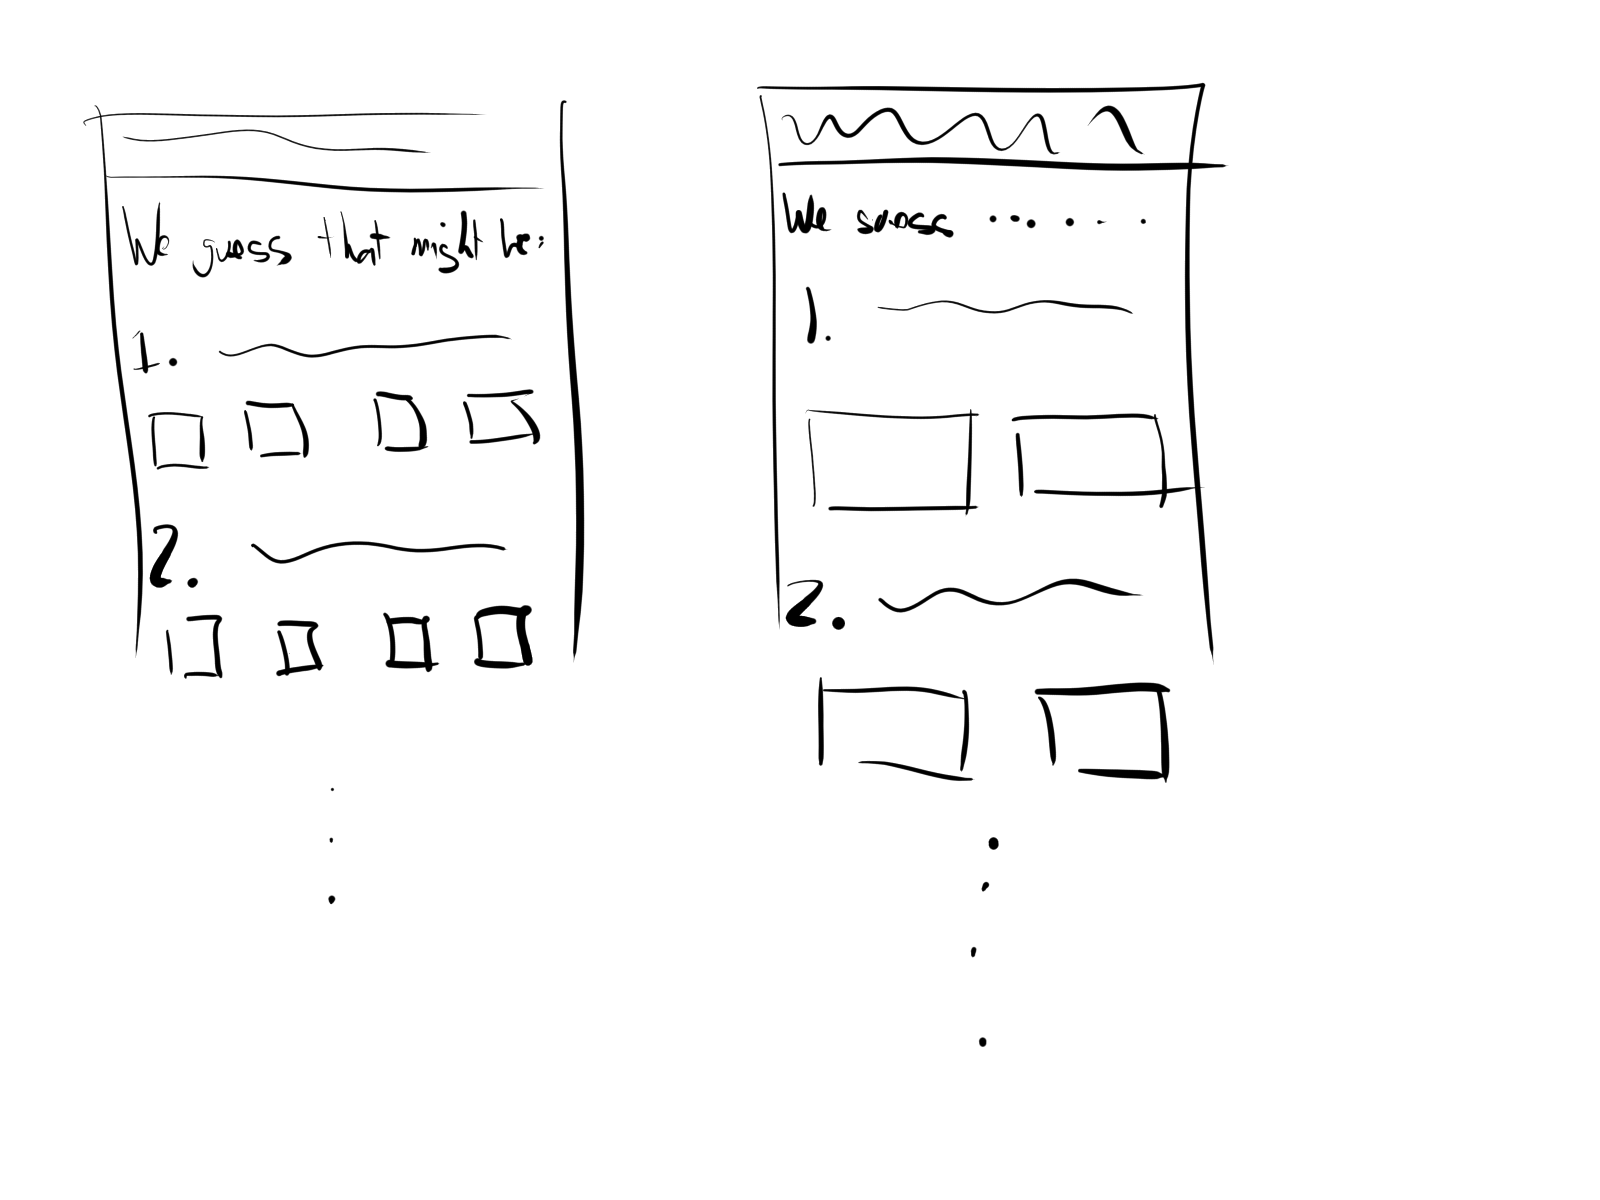 We guess that might be:
1.
2.
We guess . . . . . .
1.
2.